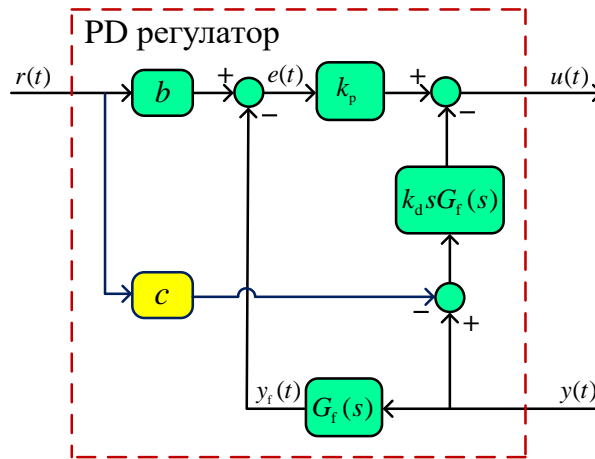 PD регулатор
r(t) b + e(t) k_p + u(t)
− −
k_d s G_f(s)
c − +
y_f(t) G_f(s) y(t)